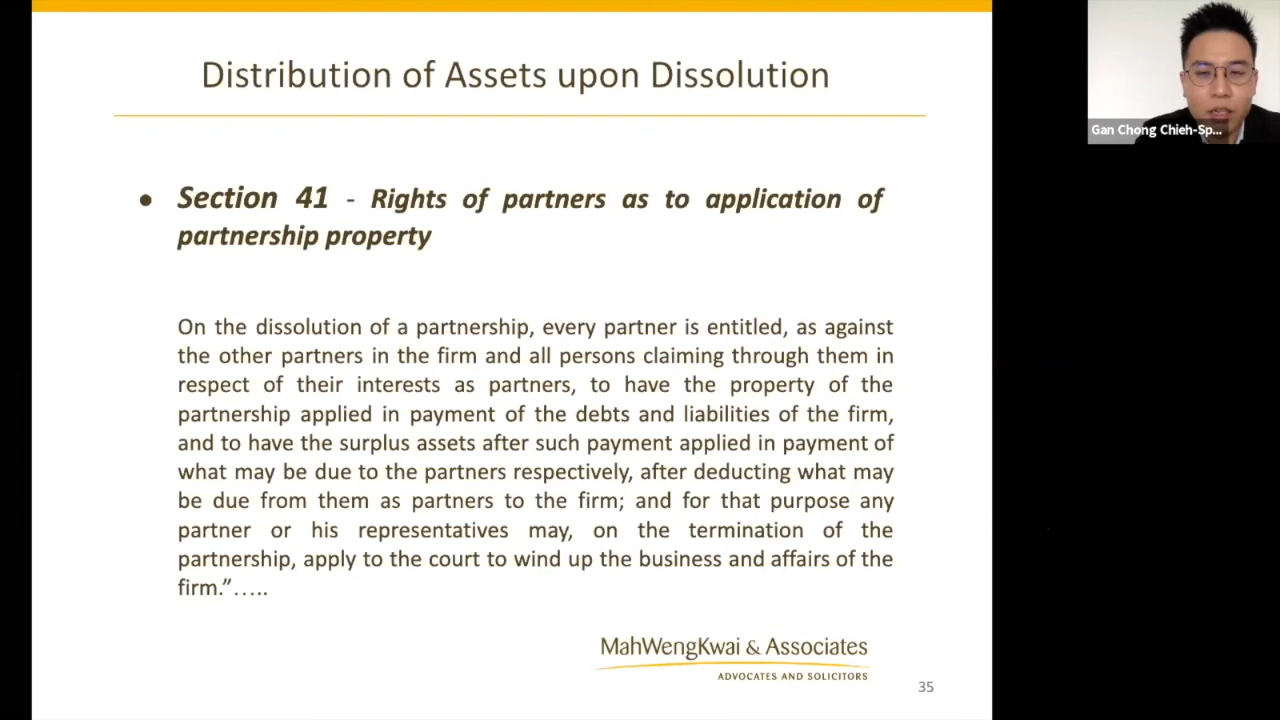 Distribution of Assets upon Dissolution
Gan Chong Chieh-Sp...
• Section 41 - Rights of partners as to application of
partnership property
On the dissolution of a partnership, every partner is entitled, as against
the other partners in the firm and all persons claiming through them in
respect of their interests as partners, to have the property of the
partnership applied in payment of the debts and liabilities of the firm,
and to have the surplus assets after such payment applied in payment of
what may be due to the partners respectively, after deducting what may
be due from them as partners to the firm; and for that purpose any
partner or his representatives may, on the termination of the
partnership, apply to the court to wind up the business and affairs of the
firm.”.....
MahWengKwai & Associates
ADVOCATES AND SOLICITORS
35